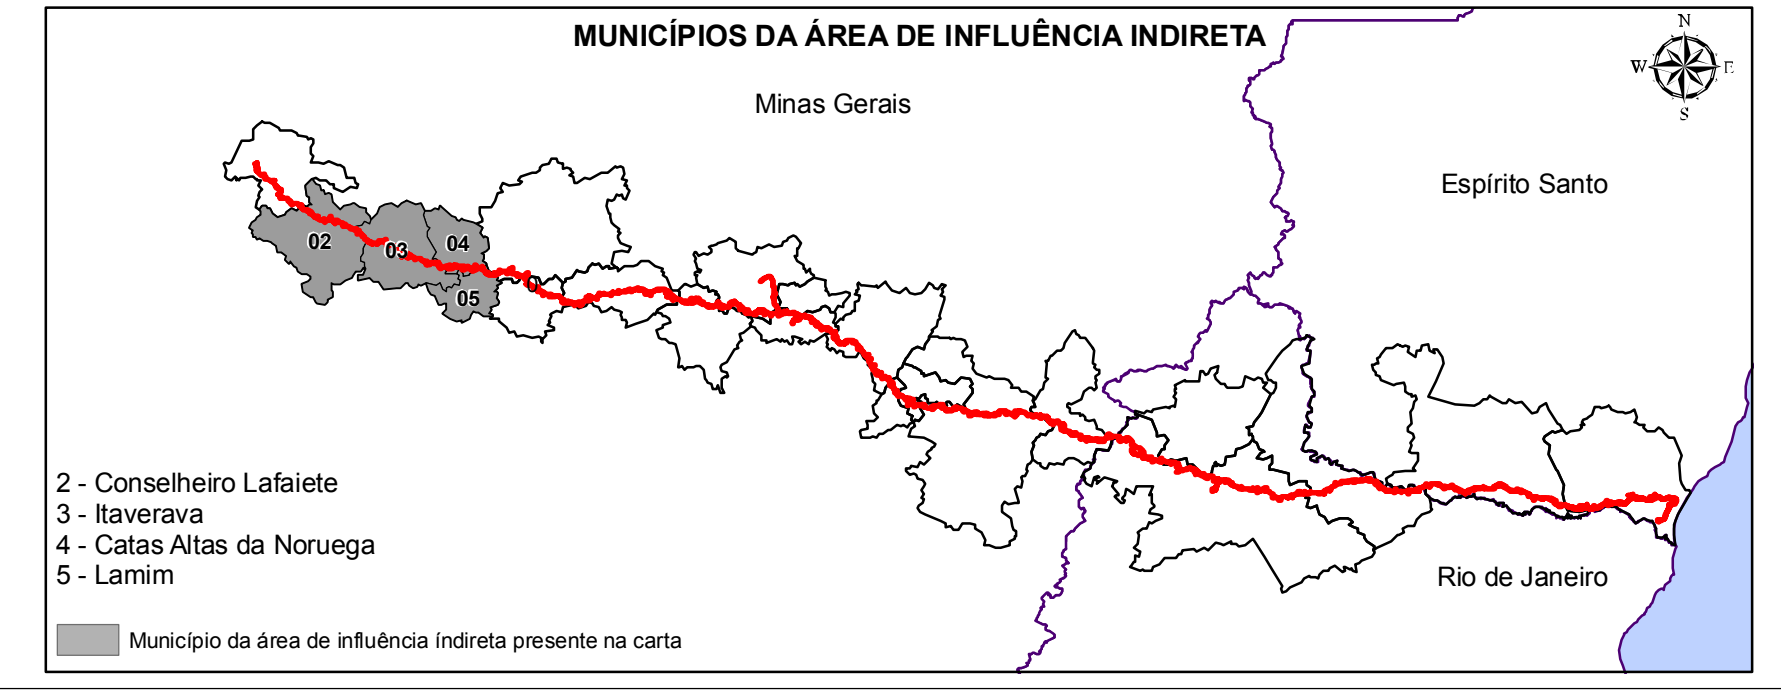 MUNICÍPIOS DA ÁREA DE INFLUÊNCIA INDIRETA
N
W E
S
Minas Gerais
Espírito Santo
02
03
04
05
2 - Conselheiro Lafaiete
3 - Itaverava
4 - Catas Altas da Noruega
5 - Lamim
Rio de Janeiro
Município da área de influência índireta presente na carta